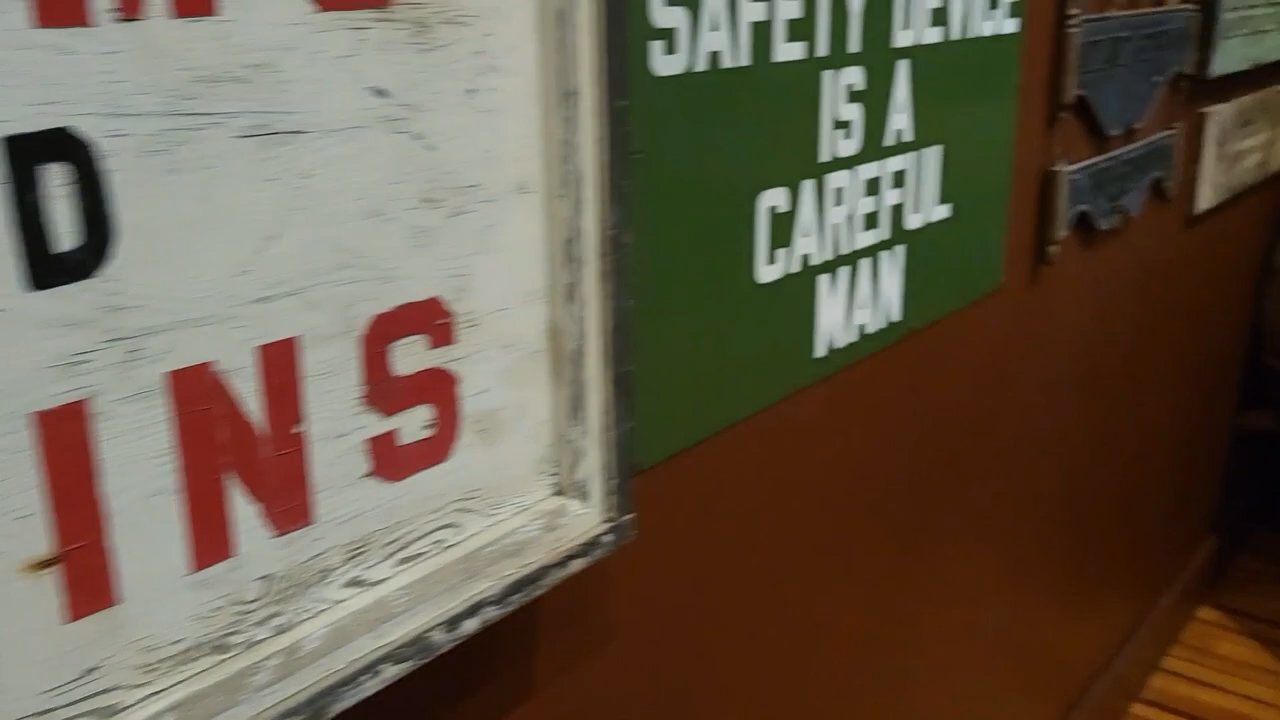 D
INS
SAFETY DEVICE
IS A
CAREFUL
MAN